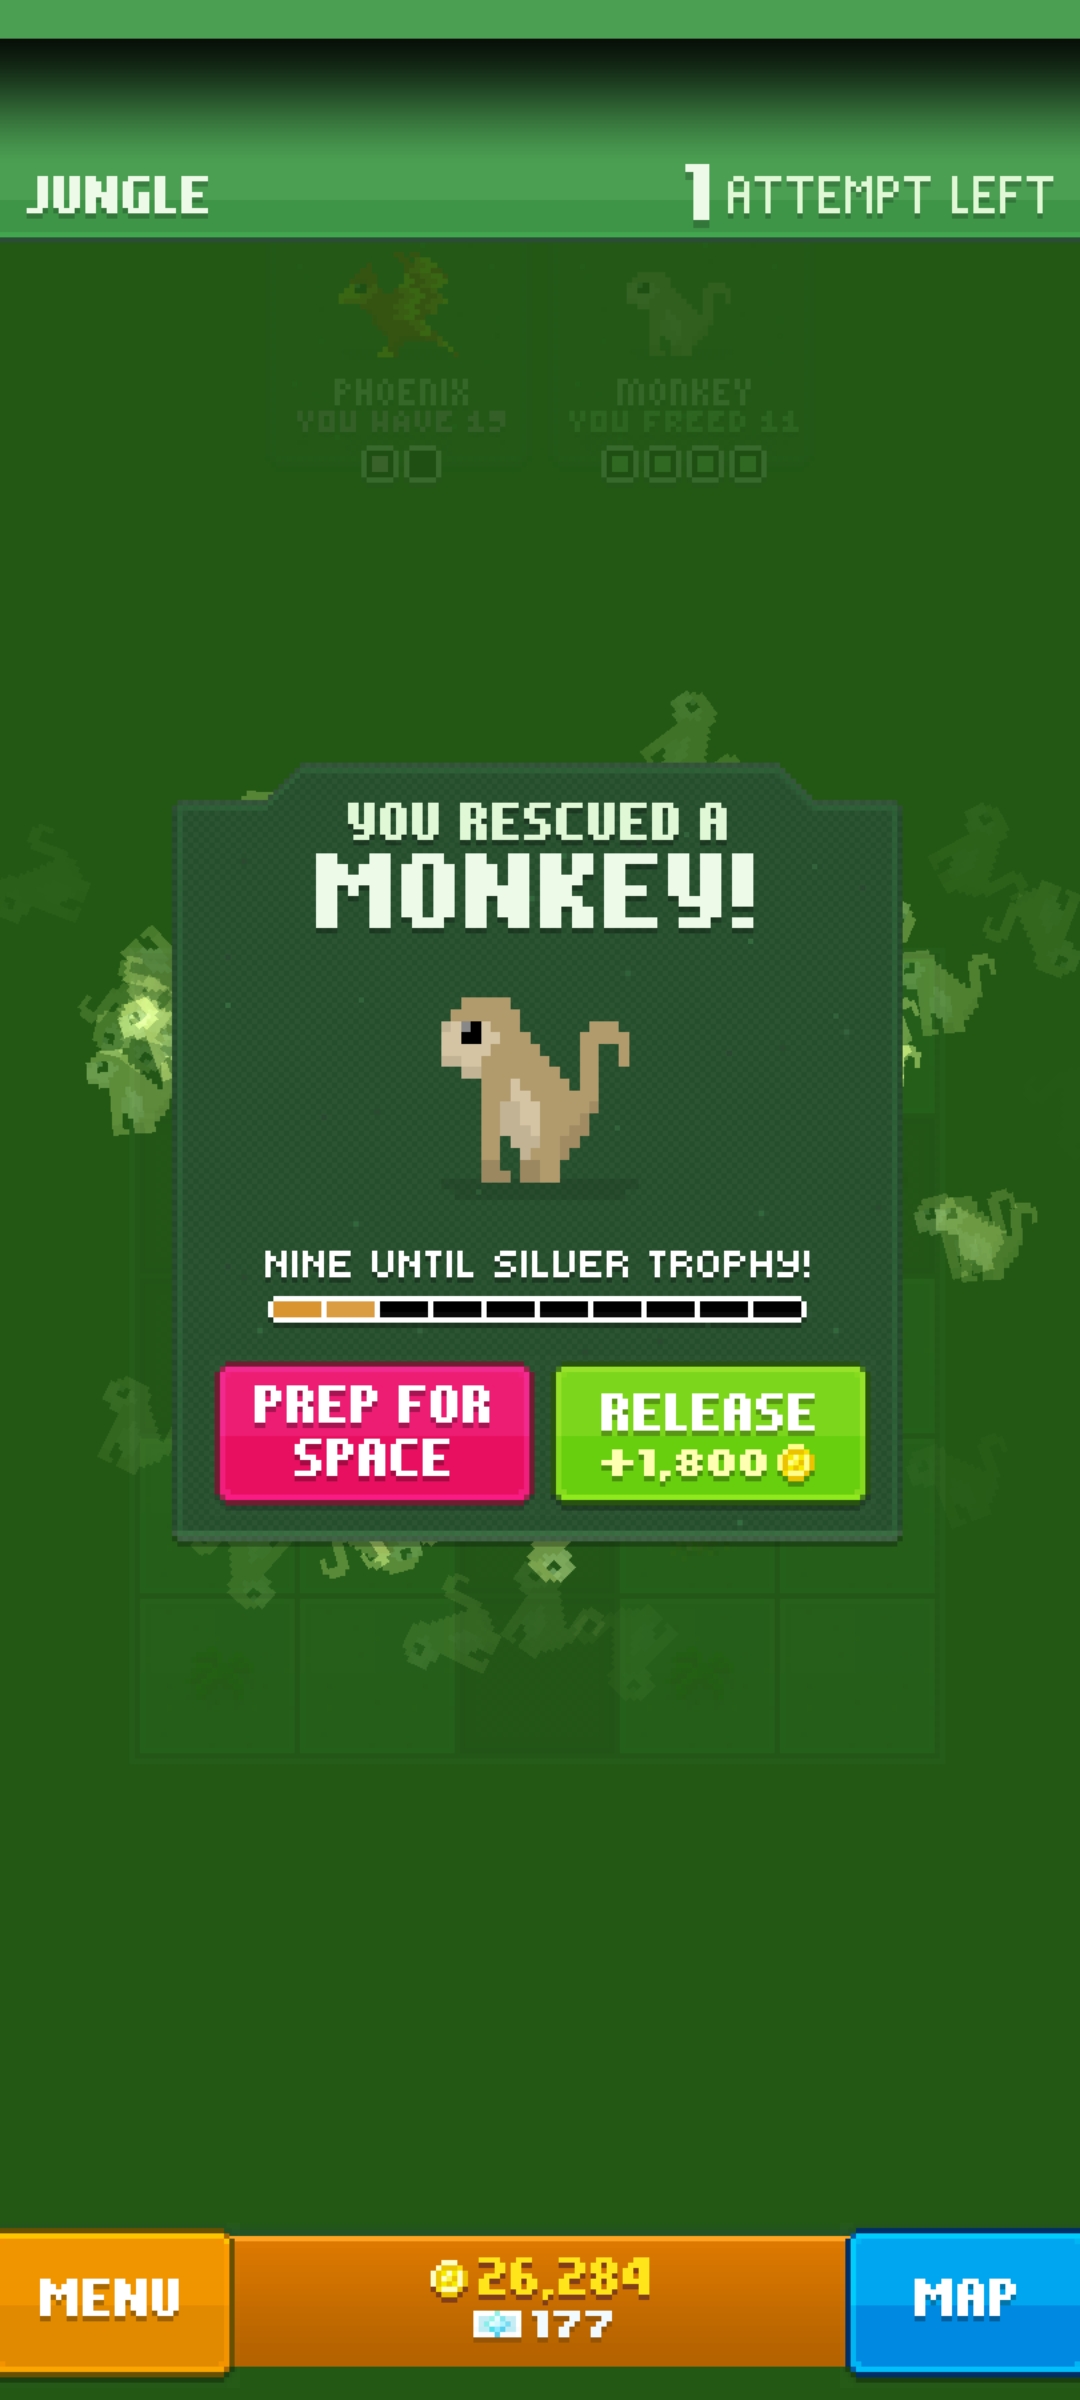 JUNGLE
1 ATTEMPT LEFT
PHOENIX
YOU HAVE 19
MONKEY
YOU FREED 11
YOU RESCUED A
MONKEY!
NINE UNTIL SILVER TROPHY!
PREP FOR
SPACE
RELEASE
+1,800
MENU
26,284
177
MAP